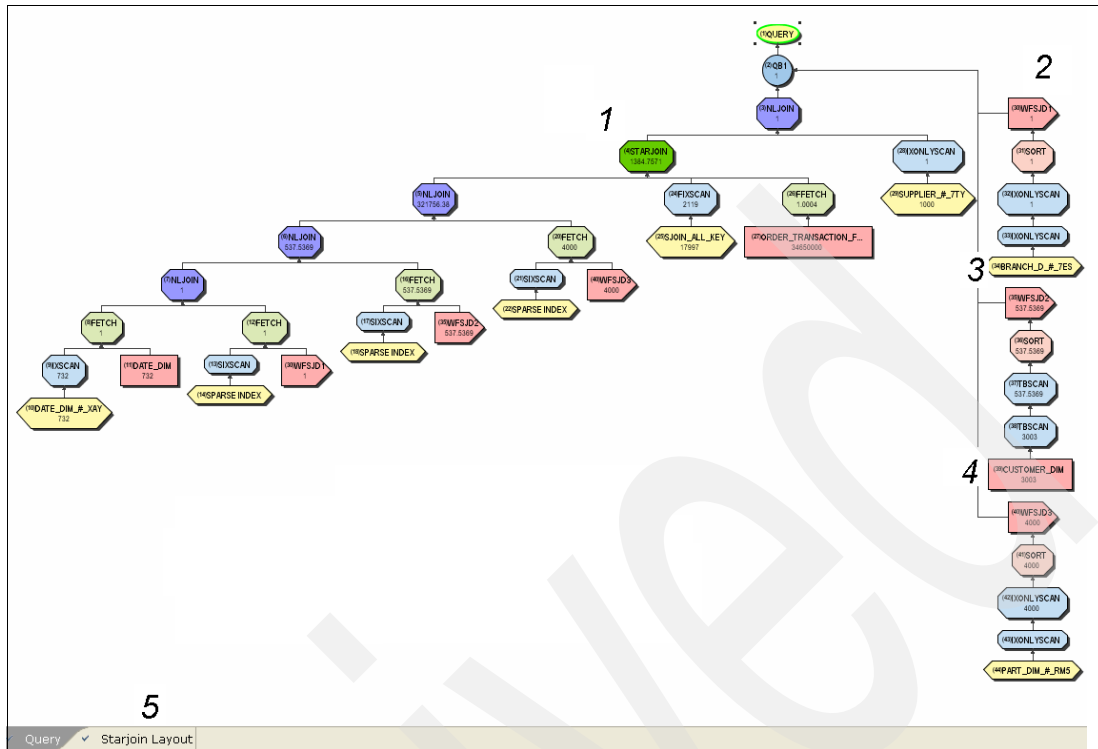 (1)QUERY
(2)QB1
1
2
(3)NLJOIN
1
(30)WFSJD1
1
1
(4)STARJOIN
1384.7571
(28)IXONLYSCAN
1
(31)SORT
1
(5)NLJOIN
321756.36
(24)FIXSCAN
2119
(26)FFETCH
1.0004
(29)SUPPLIER_#_7TY
1000
(32)IXONLYSCAN
1
(6)NLJOIN
537.5369
(20)FETCH
4000
(25)SJOIN_ALL_KEY
17997
(27)ORDER_TRANSACTION_F...
34650000
(33)IXONLYSCAN
3
(34)BRANCH_D_#_7ES
(7)NLJOIN
1
(16)FETCH
537.5369
(21)SIXSCAN
(40)WFSJD3
4000
(35)WFSJD2
537.5369
(22)SPARSE INDEX
(8)FETCH
1
(12)FETCH
1
(17)SIXSCAN
(35)WFSJD2
537.5369
(36)SORT
537.5369
(18)SPARSE INDEX
(9)IXSCAN
732
(11)DATE_DIM
732
(13)SIXSCAN
(30)WFSJD1
1
(37)TBSCAN
537.5369
(14)SPARSE INDEX
(10)DATE_DIM_#_XAY
732
(38)TBSCAN
3003
4
(39)CUSTOMER_DIM
3003
(40)WFSJD3
4000
(41)SORT
4000
(42)IXONLYSCAN
4000
(43)IXONLYSCAN
(44)PART_DIM_#_RM5
5
Query
Starjoin Layout